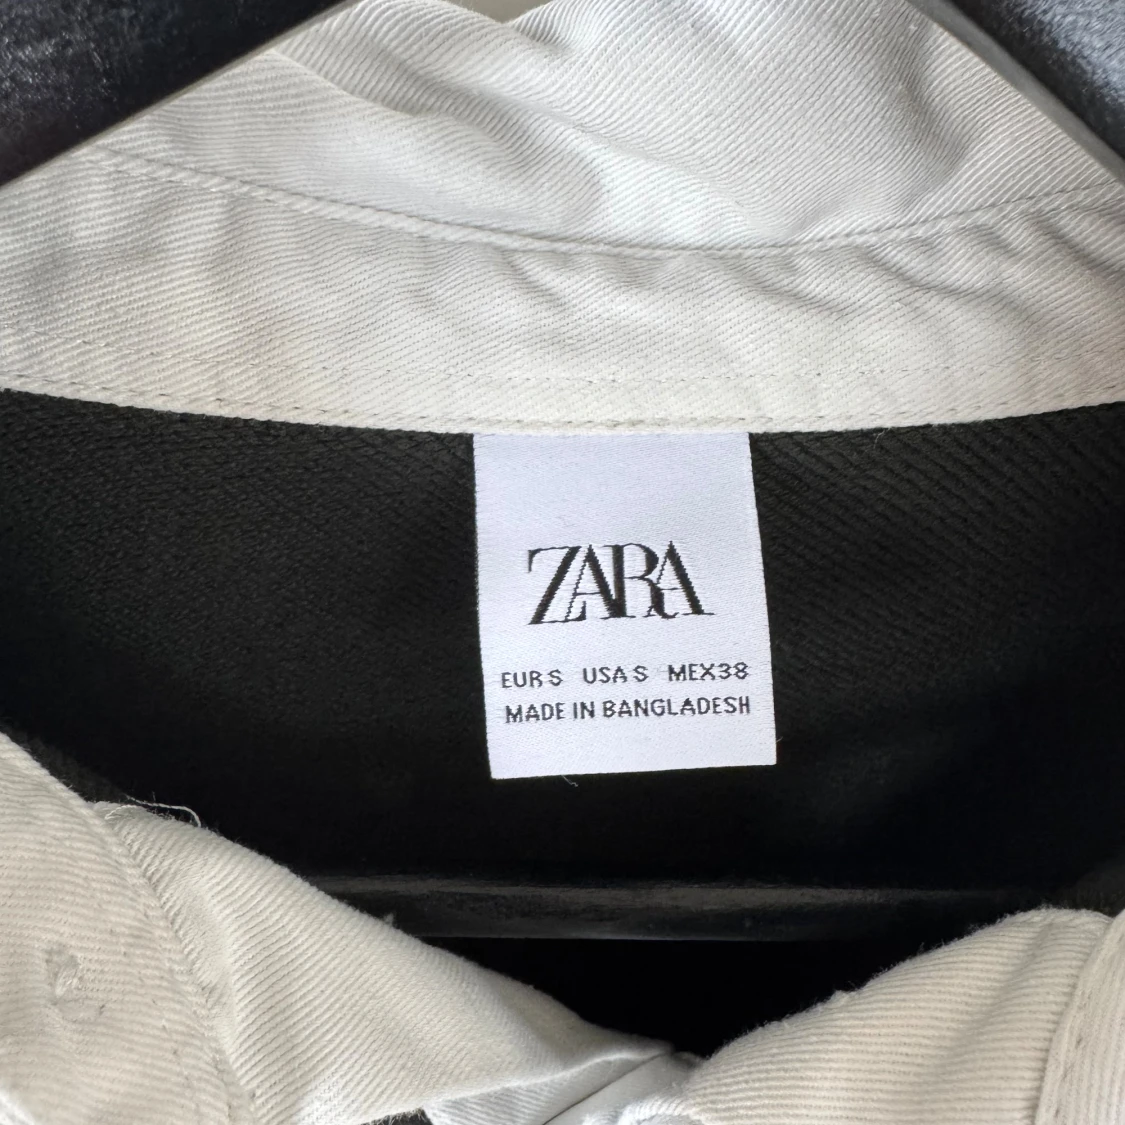 ZARA
EUR S USA S MEX38
MADE IN BANGLADESH